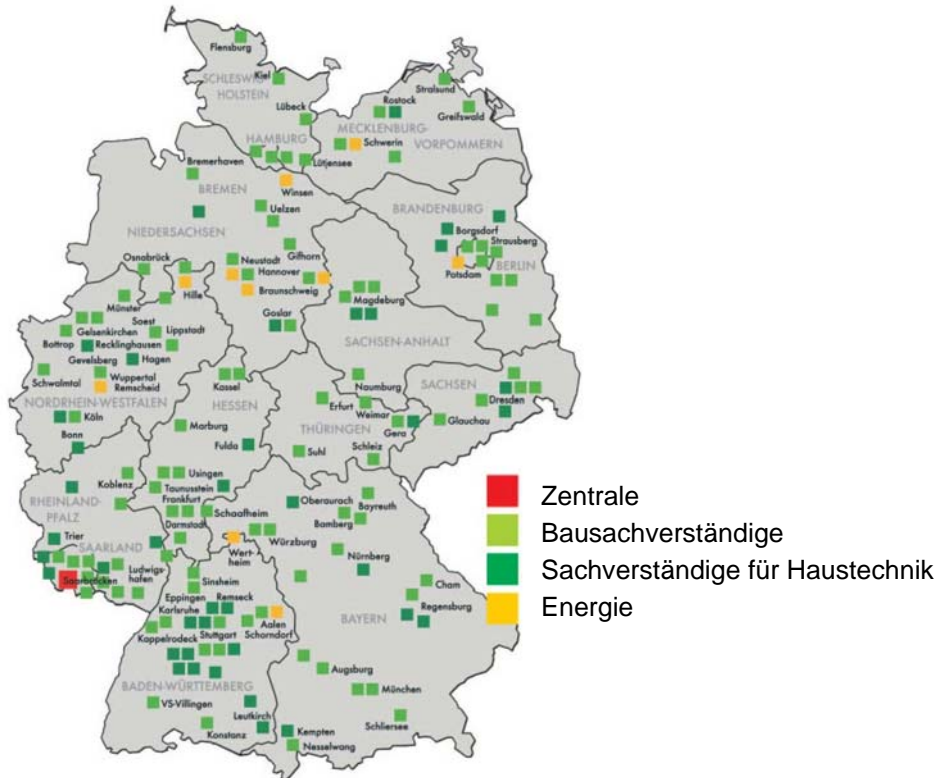 Flensburg
Kiel
SCHLESWIG-
HOLSTEIN
Stralsund
Rostock
Greifswald
Lübeck
MECKLENBURG-
VORPOMMERN
HAMBURG
Schwerin
Lütjensee
Bremerhaven
BREMEN
Winsen
Uelzen
NIEDERSACHSEN
BRANDENBURG
Borgsdorf
Strausberg
BERLIN
Potsdam
Gifhorn
Osnabrück
Neustadt
Hannover
Braunschweig
Hille
Magdeburg
Münster
Soest
Lippstadt
Goslar
Gelsenkirchen
Bottrop
Recklinghausen
SACHSEN-ANHALT
Gevelsberg
Hagen
Schwalmtal
Wuppertal
Remscheid
Kassel
Naumburg
SACHSEN
NORDRHEIN-WESTFALEN
HESSEN
Erfurt
Weimar
Dresden
Köln
Marburg
THÜRINGEN
Gera
Glauchau
Bonn
Fulda
Suhl
Schleiz
Koblenz
Usingen
Taunusstein
Frankfurt
RHEINLAND-
PFALZ
Oberaurach
Bayreuth
Schaafheim
Bamberg
Darmstadt
Trier
Wert-
heim
Würzburg
SAARLAND
Nürnberg
Ludwigs-
hafen
Saarbrücken
Sinsheim
Cham
Eppingen
Karlsruhe
Remseck
Regensburg
Aalen
BAYERN
Kappelrodeck
Stuttgart
Schorndorf
Augsburg
BADEN-WÜRTTEMBERG
München
VS-Villingen
Leutkirch
Schliersee
Konstanz
Kempten
Nesselwang
Zentrale
Bausachverständige
Sachverständige für Haustechnik
Energie